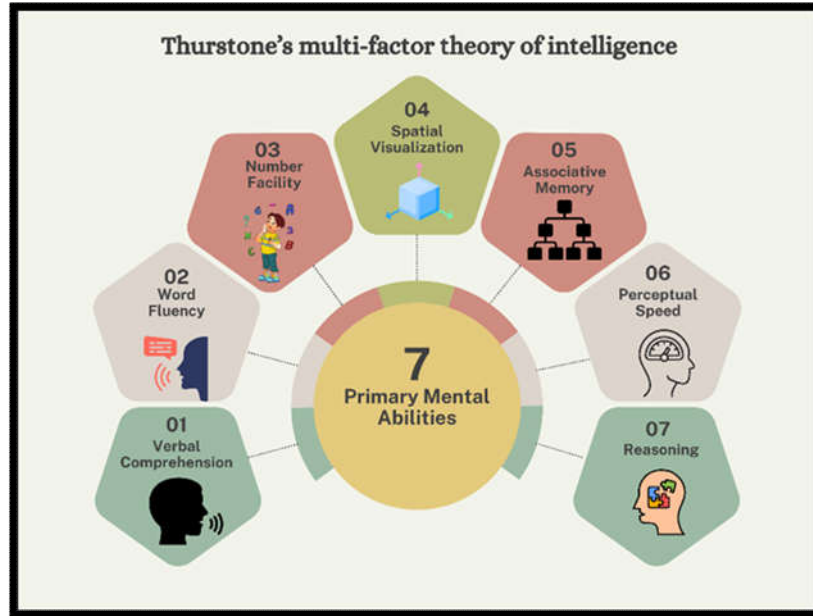 Thurstone's multi-factor theory of intelligence
04
Spatial
Visualization
03
Number
Facility
05
Associative
Memory
02
Word
Fluency
06
Perceptual
Speed
7
Primary Mental
Abilities
01
Verbal
Comprehension
07
Reasoning